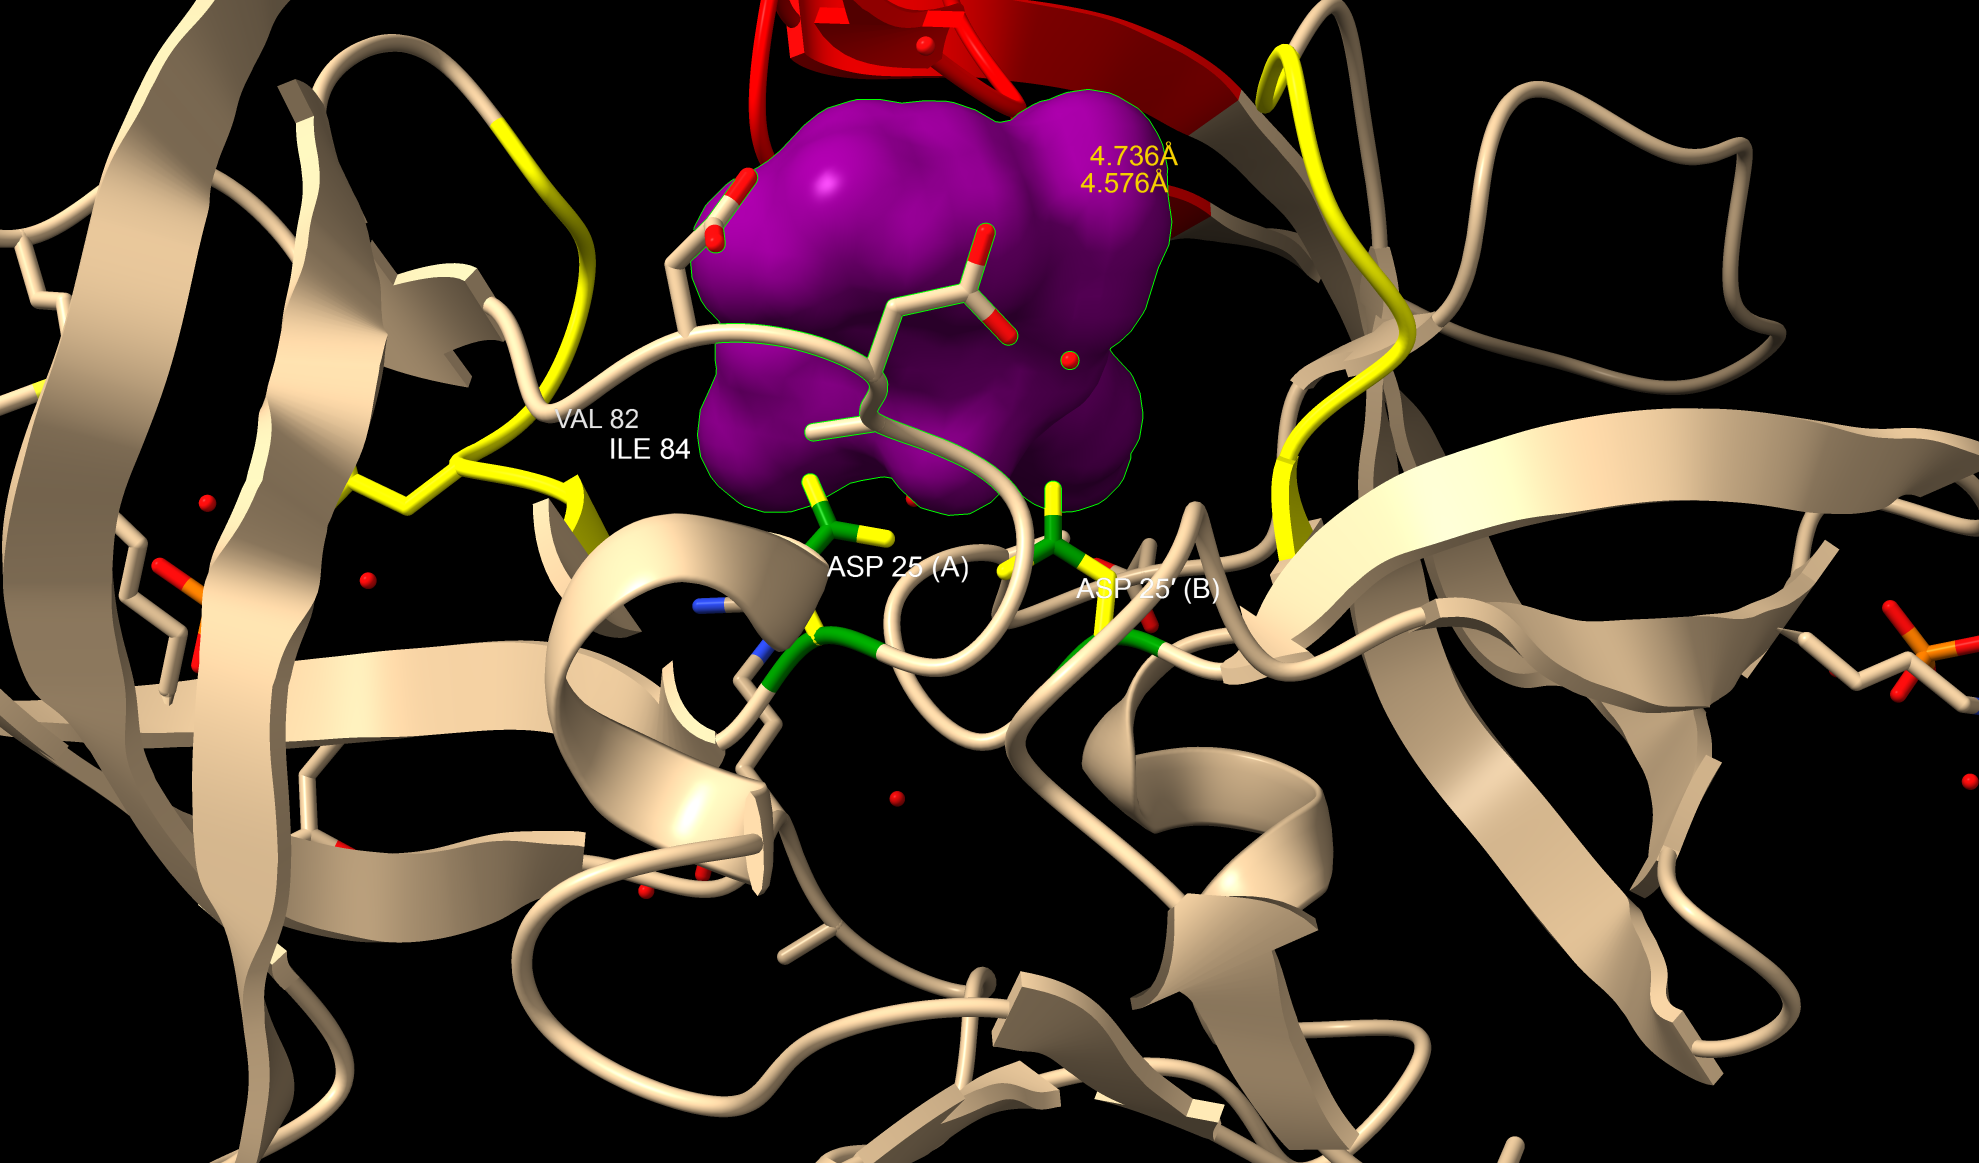 4.736Å
4.576Å
VAL 82
ILE 84
ASP 25 (A)
ASP 25′ (B)